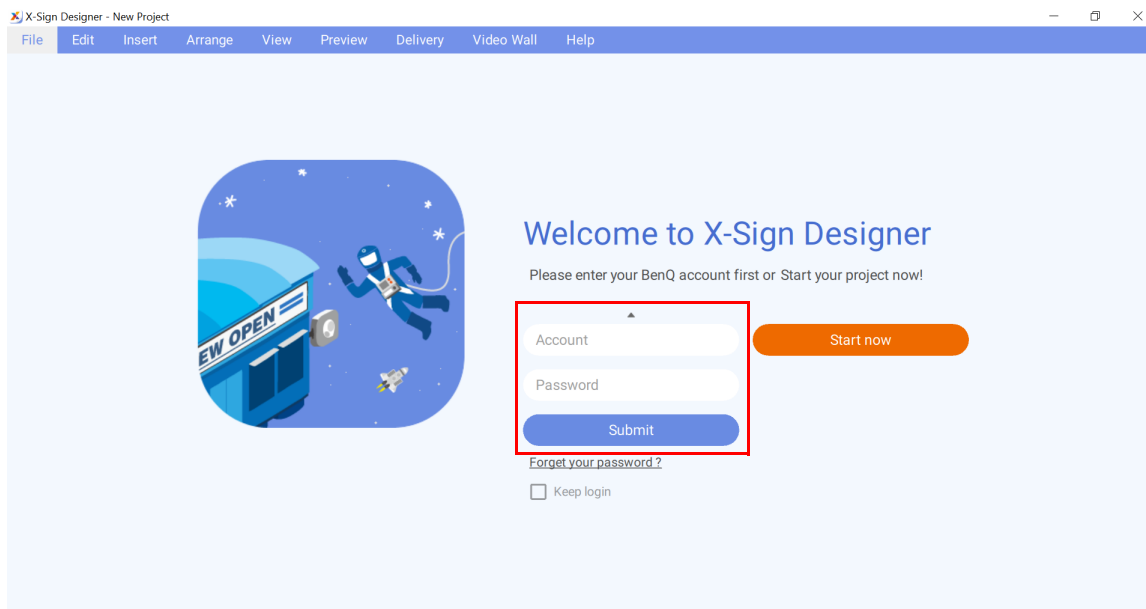 X-Sign Designer - New Project
File Edit Insert Arrange View Preview Delivery Video Wall Help
EW OPEN
Welcome to X-Sign Designer
Please enter your BenQ account first or Start your project now!
Account
Start now
Password
Submit
Forget your password ?
Keep login